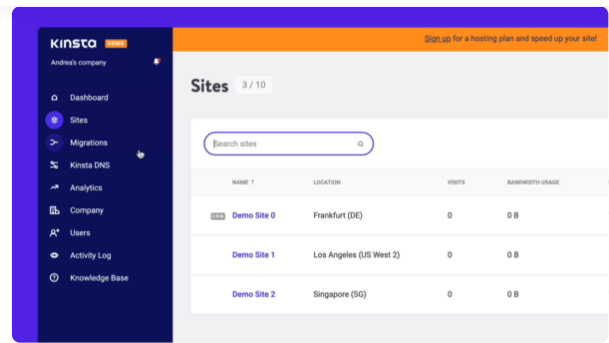 KINSTA DEMO
Sign up for a hosting plan and speed up your site!
Andrea's company
Sites 3 / 10
Dashboard
Sites
Migrations
Kinsta DNS
Analytics
Company
Users
Activity Log
Knowledge Base
Search sites
NAME ↑ LOCATION VISITS BANDWIDTH USAGE
CDN Demo Site 0 Frankfurt (DE) 0 0 B
Demo Site 1 Los Angeles (US West 2) 0 0 B
Demo Site 2 Singapore (SG) 0 0 B